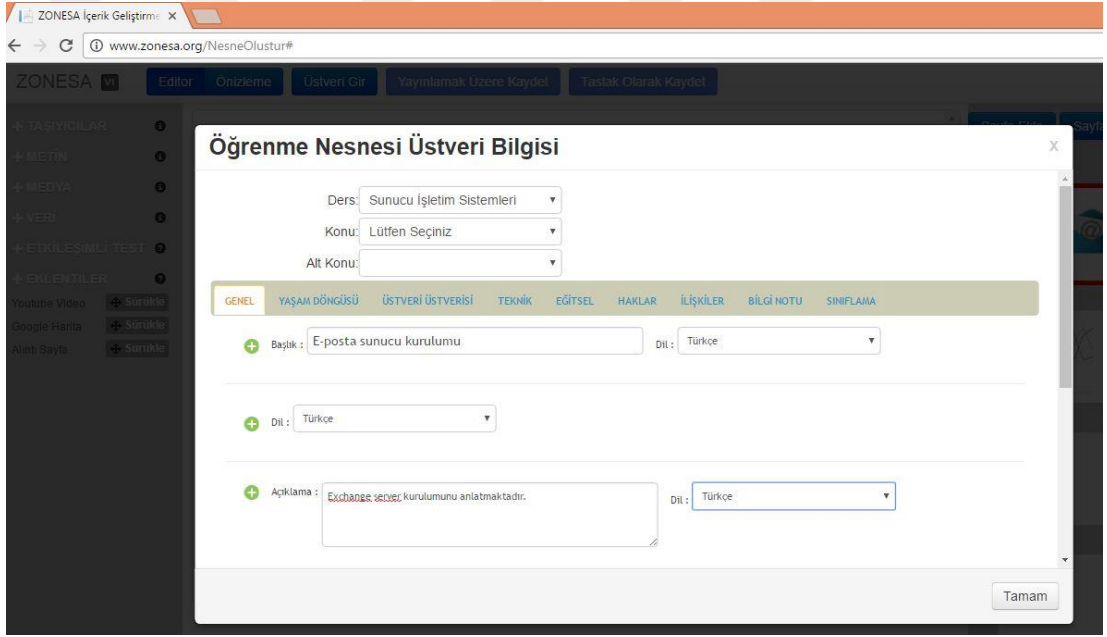 ZONESA İçerik Geliştirme
www.zonesa.org/NesneOlustur#
ZONESA V1 Editor Önizleme Üstveri Gir Yayınlamak Üzere Kaydet Taslak Olarak Kaydet
+ TAŞIYICILAR
+ METİN
+ MEDYA
+ VERİ
+ ETKİLEŞİMLİ TEST
+ EKLENTİLER
Youtube Video Sürükle
Google Harita Sürükle
Alıntı Sayfa Sürükle
Sayfa Ekle Sayfa
Öğrenme Nesnesi Üstveri Bilgisi X
Ders: Sunucu İşletim Sistemleri
Konu: Lütfen Seçiniz
Alt Konu:
GENEL YAŞAM DÖNGÜSÜ ÜSTVERİ ÜSTVERİSİ TEKNİK EĞİTSEL HAKLAR İLİŞKİLER BİLGİ NOTU SINIFLAMA
Başlık : E-posta sunucu kurulumu Dil : Türkçe
Dil : Türkçe
Açıklama : Exchange server kurulumunu anlatmaktadır. Dil : Türkçe
Tamam